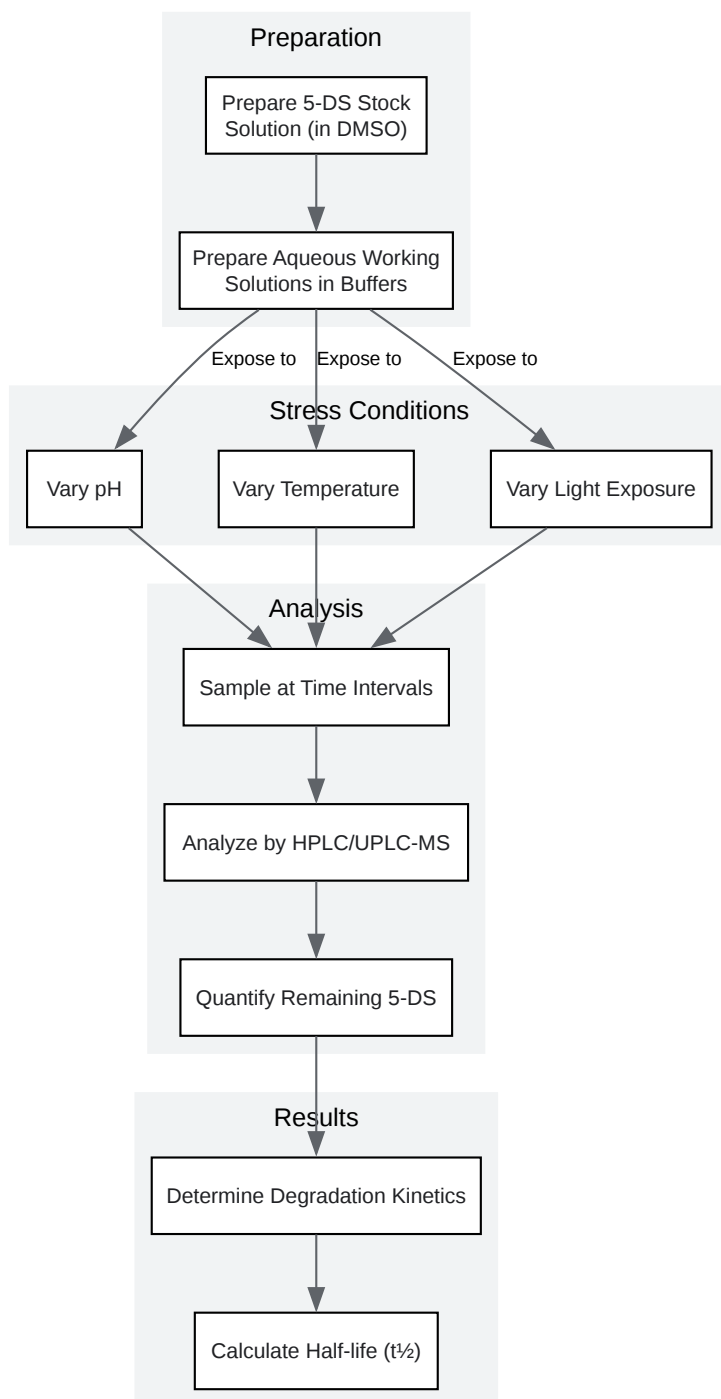 Preparation
Prepare 5-DS Stock
Solution (in DMSO)
Prepare Aqueous Working
Solutions in Buffers
Expose to
Expose to
Expose to
Stress Conditions
Vary pH
Vary Temperature
Vary Light Exposure
Analysis
Sample at Time Intervals
Analyze by HPLC/UPLC-MS
Quantify Remaining 5-DS
Results
Determine Degradation Kinetics
Calculate Half-life (t½)